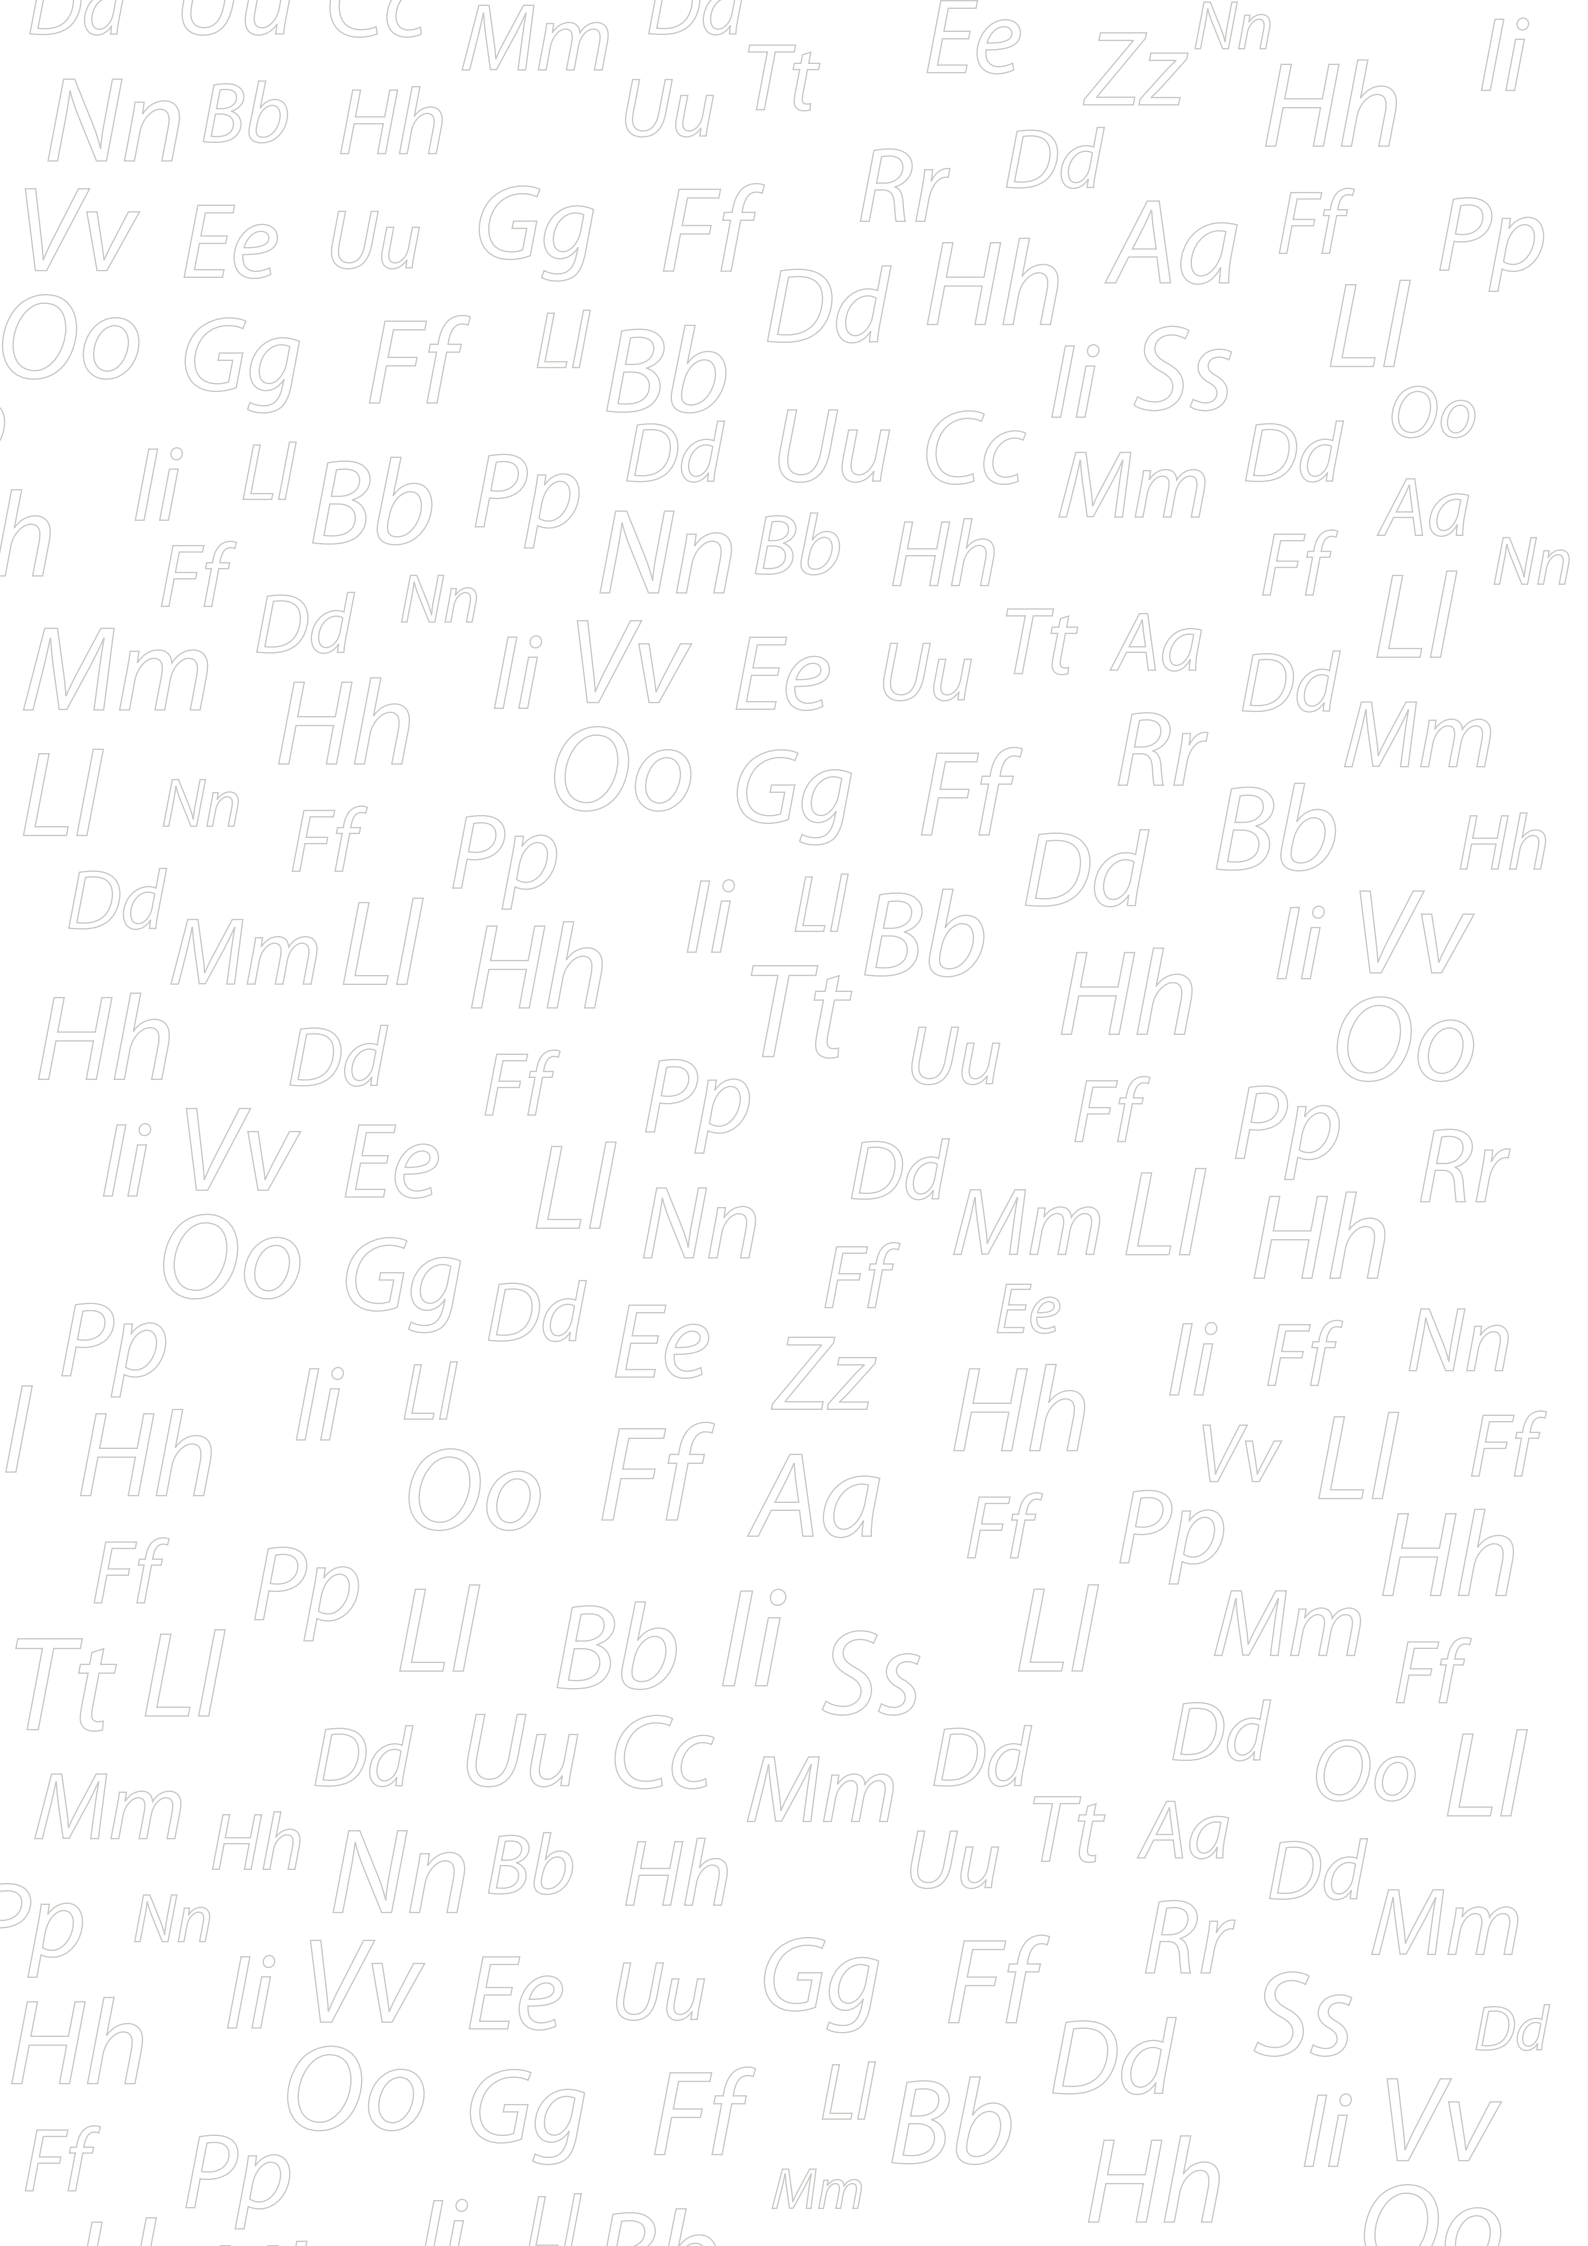 Dd Uu Cc Mm Dd Ee Zz Nn Ii
Nn Bb Hh Uu Tt Hh
Rr Dd
Vv Ee Uu Gg Ff Hh Aa Ff Pp
Oo Gg Ff Ll Bb Dd Ii Ss Ll
Oo
Ii Ll Bb Pp Dd Uu Cc Mm Dd Aa
h Ff Nn Bb Hh Ff Nn
Dd Nn Ll
Mm Ii Vv Ee Uu Tt Aa Dd
Hh Rr Mm
Ll Nn Oo Gg Ff
Ff Pp Bb Hh
Dd Ii Ll Bb Dd
Mm Ll Hh Ii Vv
Hh Tt Hh
Dd Ff Uu Oo
Pp Ff Pp
Ii Vv Ee Ll Dd Rr
Nn Mm Ll Hh
Oo Gg Ff
Dd Ee Ee
Pp Zz Ii Ff Nn
l Ii Ll Hh
Hh Oo Ff Aa Vv Ll Ff
Ff Pp Ff Pp Hh
Ll Bb Ii Ss Ll Mm
Tt Ll Ff
Dd Uu Cc Dd Dd Oo Ll
Mm Mm
Hh Nn Bb Hh Uu Tt Aa Dd
Pp Nn Rr Mm
Ii Vv Ee Uu Gg Ff
Hh Dd Ss Dd
Oo Gg Ff Ll Bb
Ff Pp Ii Vv
Mm Hh
Ll Ii Ll Bb Oo